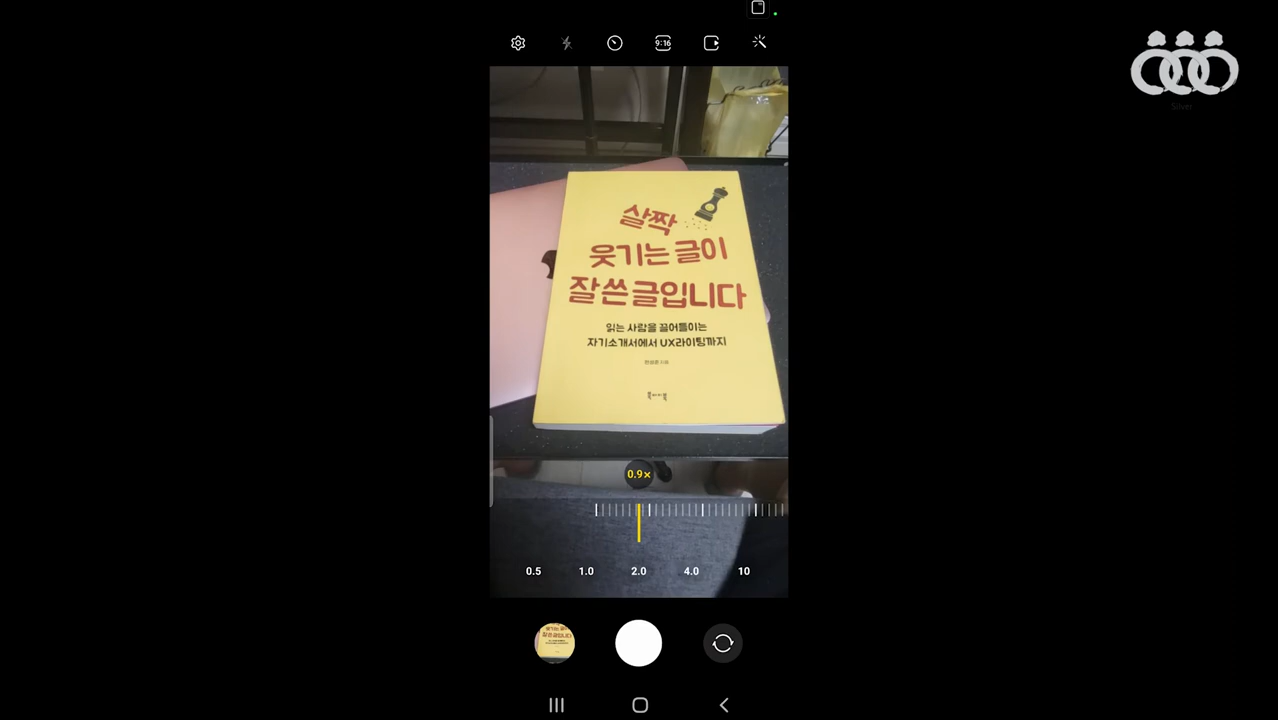 9:16
살짝
웃기는 글이
잘 쓴 글입니다
읽는 사람을 끌어들이는
자기소개서에서 UX라이팅까지
0.9×
0.5 1.0 2.0 4.0 10
Silver